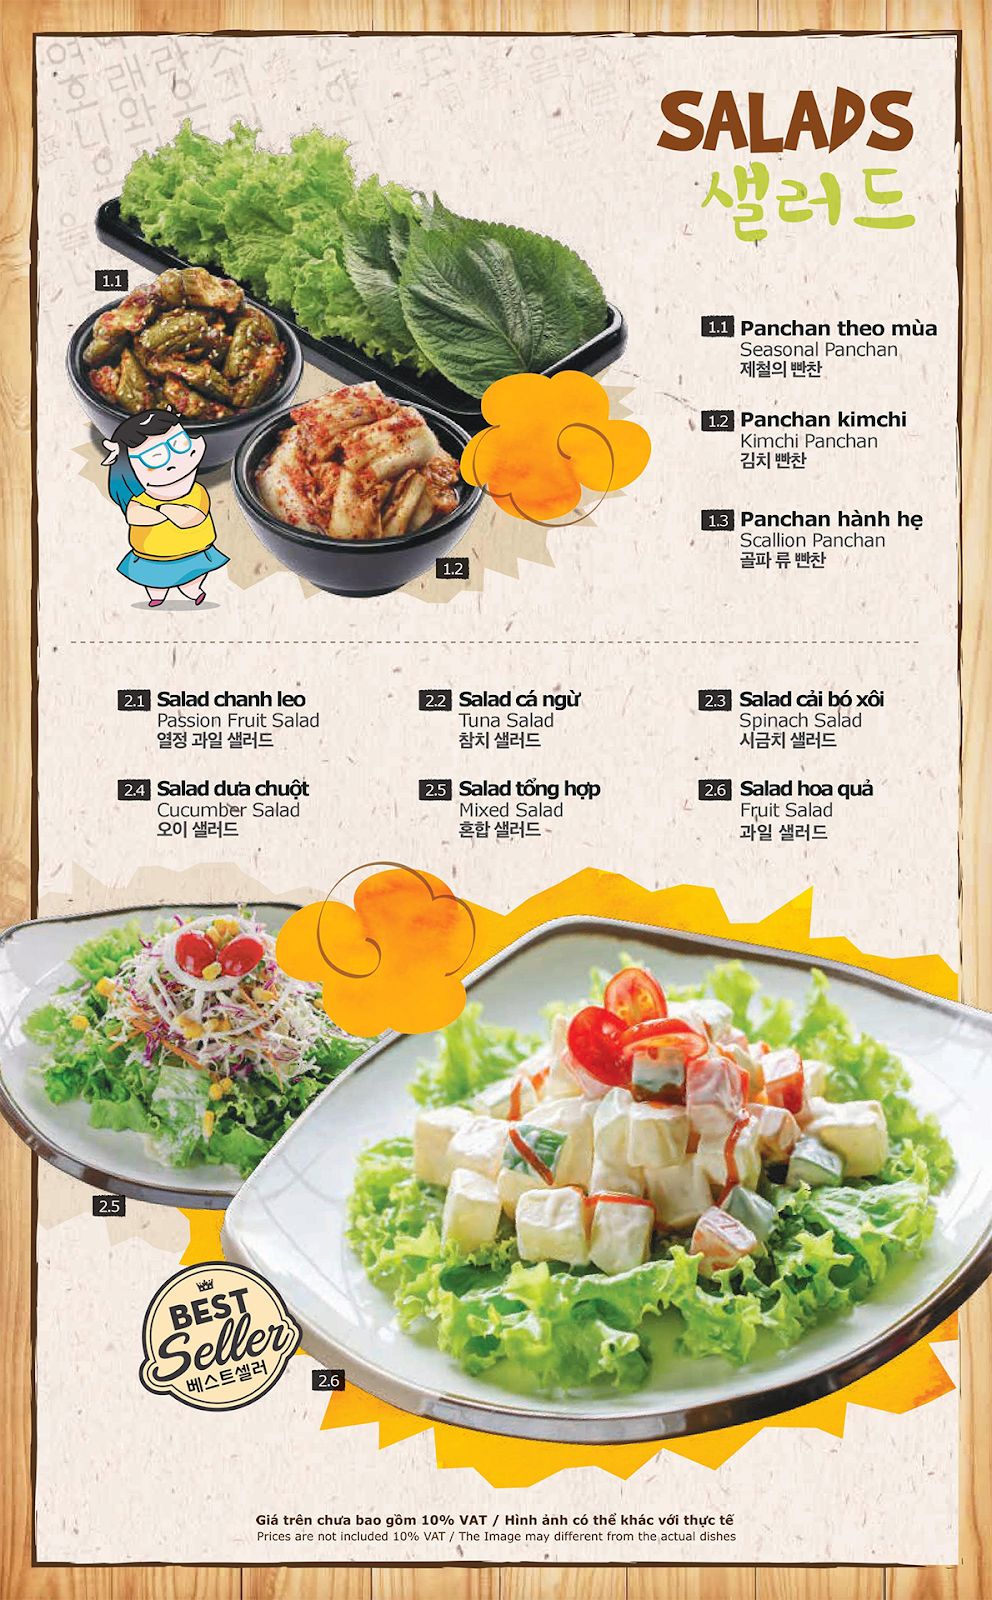 SALADS
샐러드
1.1
1.1 Panchan theo mùa
Seasonal Panchan
제철의 빤찬
1.2 Panchan kimchi
Kimchi Panchan
김치 빤찬
1.2
1.3 Panchan hành hẹ
Scallion Panchan
골파 류 빤찬
2.1 Salad chanh leo
Passion Fruit Salad
열정 과일 샐러드
2.2 Salad cá ngừ
Tuna Salad
참치 샐러드
2.3 Salad cải bó xôi
Spinach Salad
시금치 샐러드
2.4 Salad dưa chuột
Cucumber Salad
오이 샐러드
2.5 Salad tổng hợp
Mixed Salad
혼합 샐러드
2.6 Salad hoa quả
Fruit Salad
과일 샐러드
2.5
BEST
Seller
베스트셀러
2.6
Giá trên chưa bao gồm 10% VAT / Hình ảnh có thể khác với thực tế
Prices are not included 10% VAT / The Image may different from the actual dishes